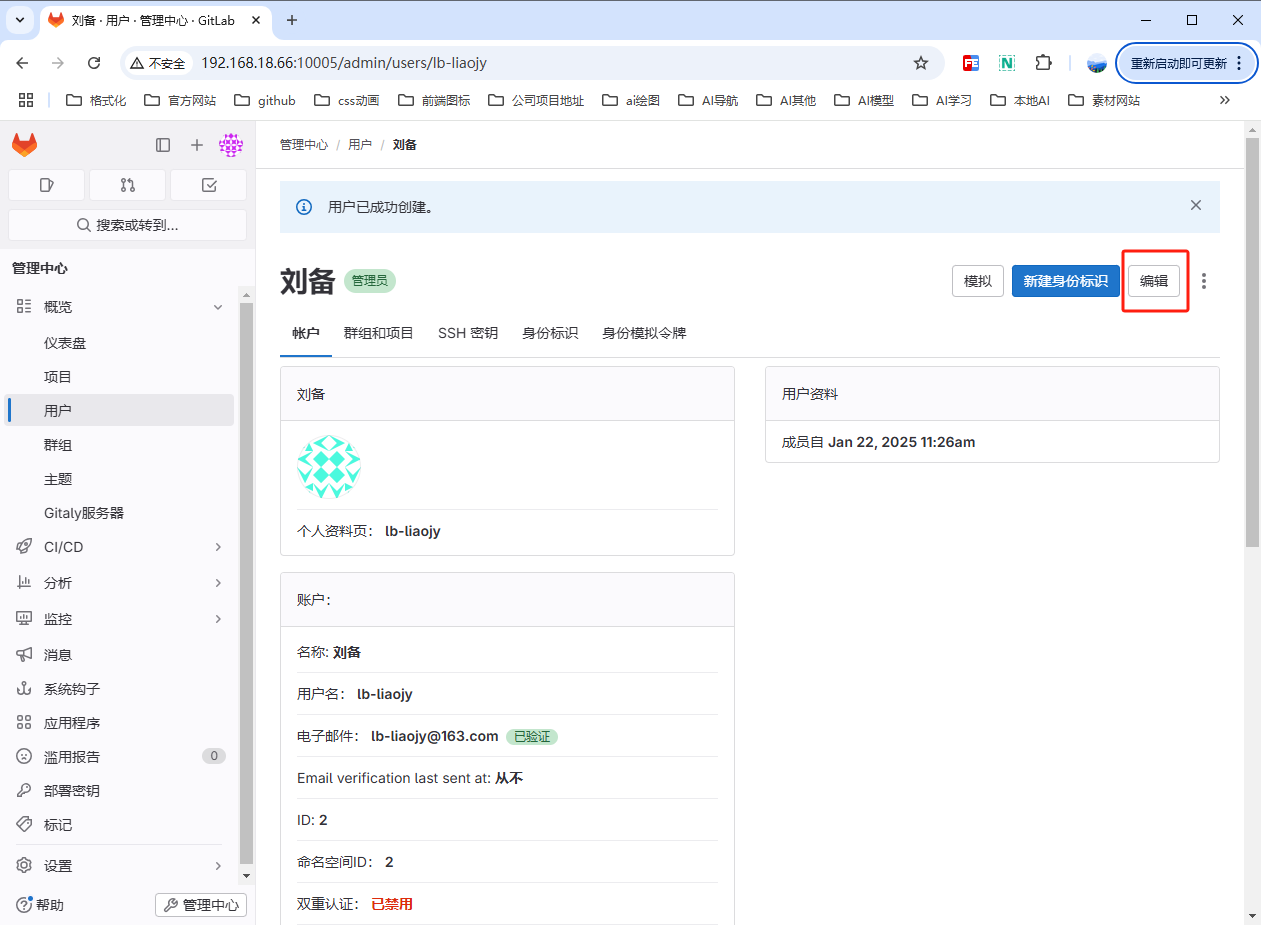 刘备 · 用户 · 管理中心 · GitLab
不安全 192.168.18.66:10005/admin/users/lb-liaojy
重新启动即可更新
格式化 官方网站 github css动画 前端图标 公司项目地址 ai绘图 AI导航 AI其他 AI模型 AI学习 本地AI 素材网站
管理中心 / 用户 / 刘备
搜索或转到...
管理中心
概览
仪表盘
项目
用户
群组
主题
Gitaly服务器
CI/CD
分析
监控
消息
系统钩子
应用程序
滥用报告 0
部署密钥
标记
设置
帮助
管理中心
用户已成功创建。
刘备 管理员
模拟 新建身份标识 编辑
帐户 群组和项目 SSH 密钥 身份标识 身份模拟令牌
刘备
个人资料页： lb-liaojy
账户：
名称: 刘备
用户名： lb-liaojy
电子邮件： lb-liaojy@163.com 已验证
Email verification last sent at: 从不
ID: 2
命名空间ID： 2
双重认证： 已禁用
用户资料
成员自 Jan 22, 2025 11:26am